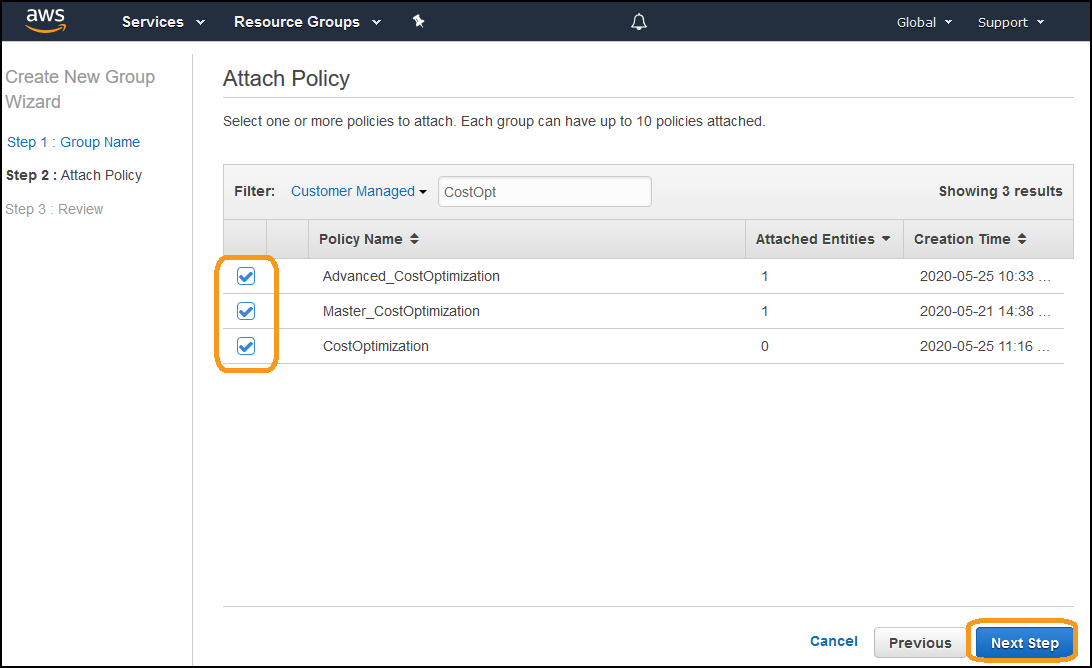 aws Services Resource Groups Global Support
Create New Group
Wizard
Step 1 : Group Name
Step 2 : Attach Policy
Step 3 : Review
Attach Policy
Select one or more policies to attach. Each group can have up to 10 policies attached.
Filter: Customer Managed CostOpt Showing 3 results
Policy Name Attached Entities Creation Time
Advanced_CostOptimization 1 2020-05-25 10:33 …
Master_CostOptimization 1 2020-05-21 14:38 …
CostOptimization 0 2020-05-25 11:16 …
Cancel Previous Next Step